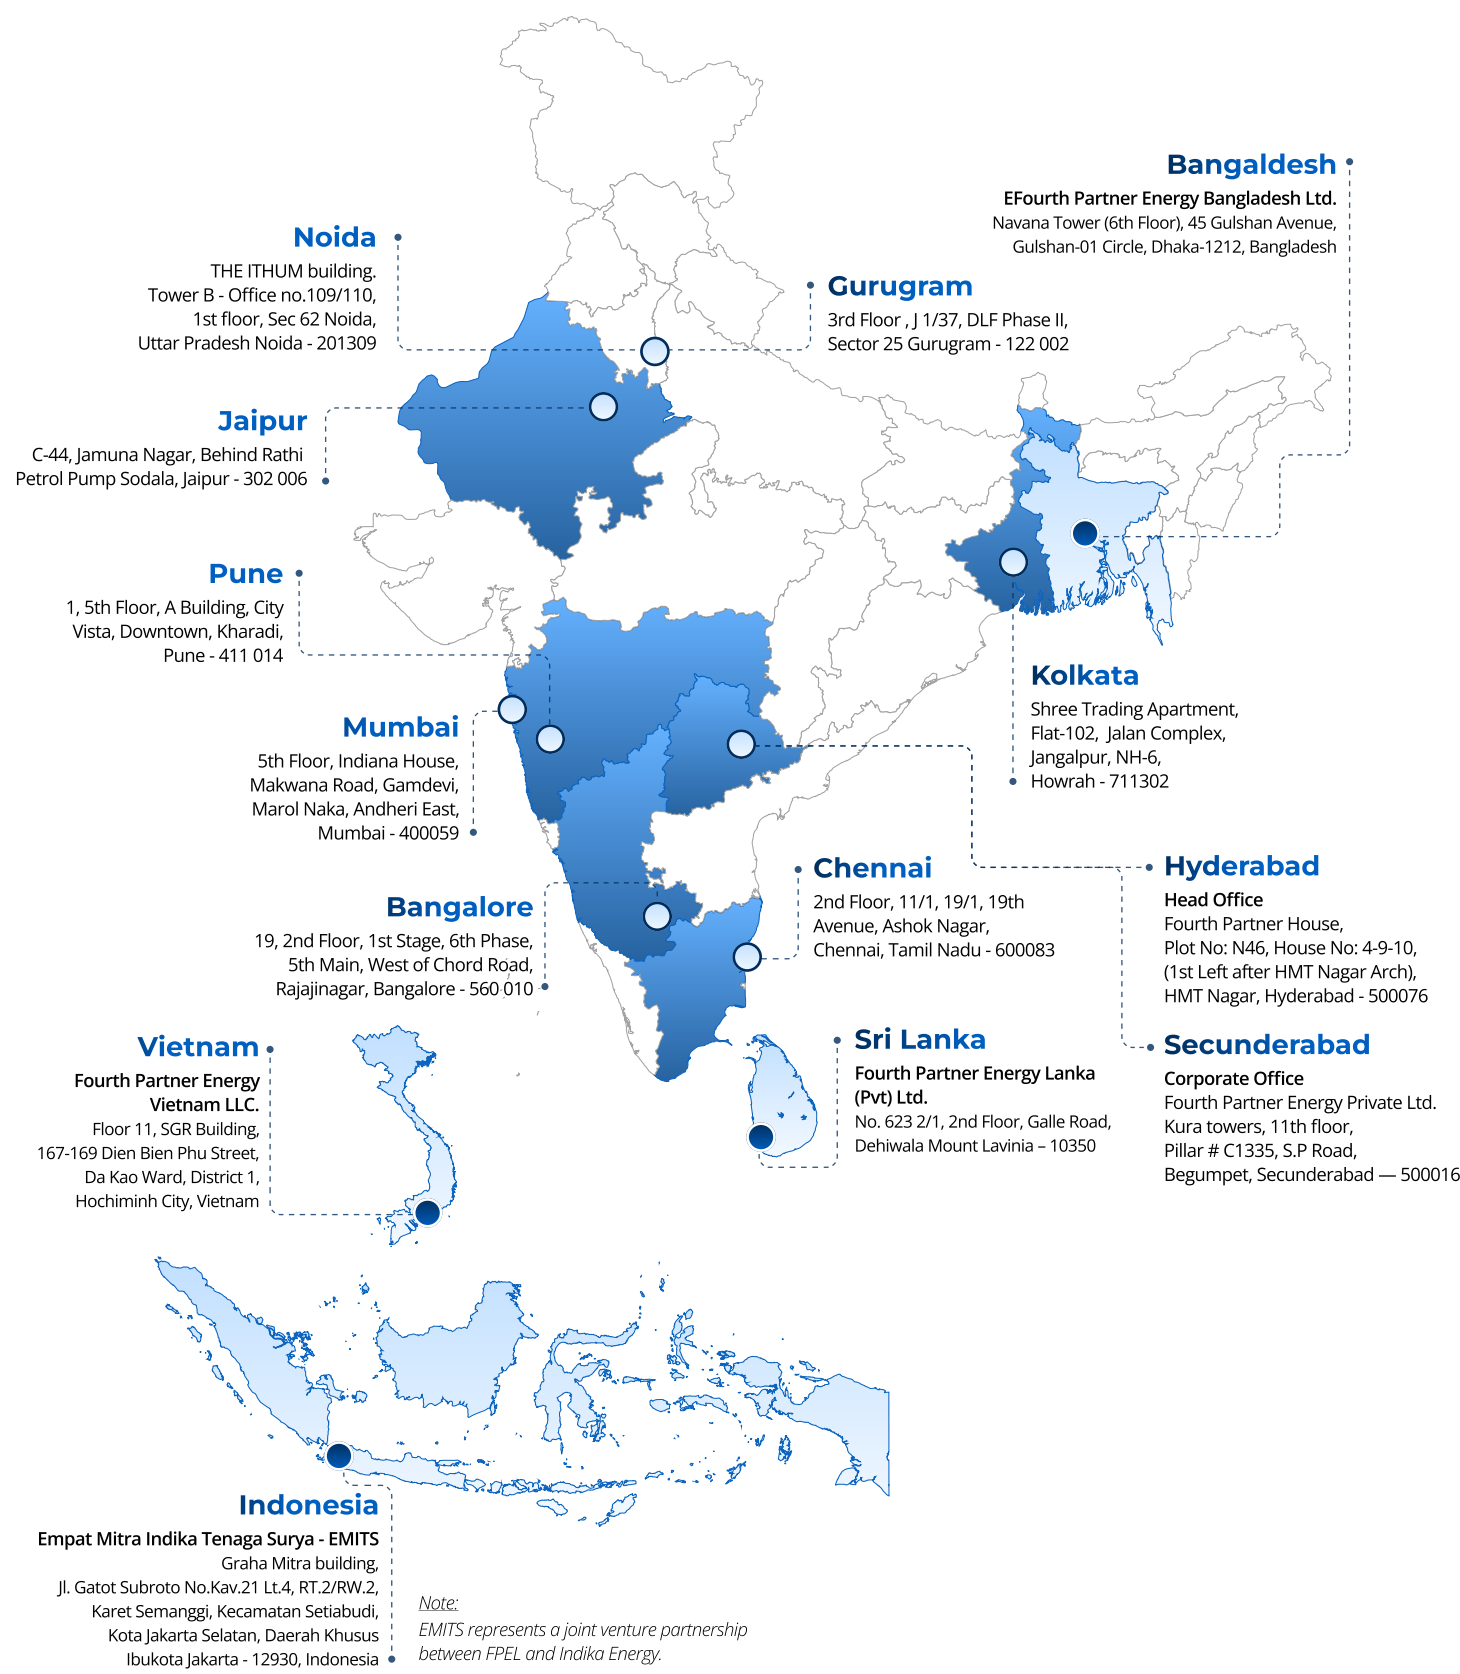 Bangaldesh
EFourth Partner Energy Bangladesh Ltd.
Navana Tower (6th Floor), 45 Gulshan Avenue,
Gulshan-01 Circle, Dhaka-1212, Bangladesh
Noida
THE ITHUM building.
Tower B - Office no.109/110,
1st floor, Sec 62 Noida,
Uttar Pradesh Noida - 201309
Gurugram
3rd Floor , J 1/37, DLF Phase II,
Sector 25 Gurugram - 122 002
Jaipur
C-44, Jamuna Nagar, Behind Rathi
Petrol Pump Sodala, Jaipur - 302 006
Pune
1, 5th Floor, A Building, City
Vista, Downtown, Kharadi,
Pune - 411 014
Kolkata
Shree Trading Apartment,
Flat-102,  Jalan Complex,
Jangalpur, NH-6,
Howrah - 711302
Mumbai
5th Floor, Indiana House,
Makwana Road, Gamdevi,
Marol Naka, Andheri East,
Mumbai - 400059
Chennai
2nd Floor, 11/1, 19/1, 19th
Avenue, Ashok Nagar,
Chennai, Tamil Nadu - 600083
Hyderabad
Head Office
Fourth Partner House,
Plot No: N46, House No: 4-9-10,
(1st Left after HMT Nagar Arch),
HMT Nagar, Hyderabad - 500076
Bangalore
19, 2nd Floor, 1st Stage, 6th Phase,
5th Main, West of Chord Road,
Rajajinagar, Bangalore - 560 010
Vietnam
Fourth Partner Energy
Vietnam LLC.
Floor 11, SGR Building,
167-169 Dien Bien Phu Street,
Da Kao Ward, District 1,
Hochiminh City, Vietnam
Sri Lanka
Fourth Partner Energy Lanka
(Pvt) Ltd.
No. 623 2/1, 2nd Floor, Galle Road,
Dehiwala Mount Lavinia – 10350
Secunderabad
Corporate Office
Fourth Partner Energy Private Ltd.
Kura towers, 11th floor,
Pillar # C1335, S.P Road,
Begumpet, Secunderabad — 500016
Indonesia
Empat Mitra Indika Tenaga Surya - EMITS
Graha Mitra building,
Jl. Gatot Subroto No.Kav.21 Lt.4, RT.2/RW.2,
Karet Semanggi, Kecamatan Setiabudi,
Kota Jakarta Selatan, Daerah Khusus
Ibukota Jakarta - 12930, Indonesia
Note:
EMITS represents a joint venture partnership
between FPEL and Indika Energy.